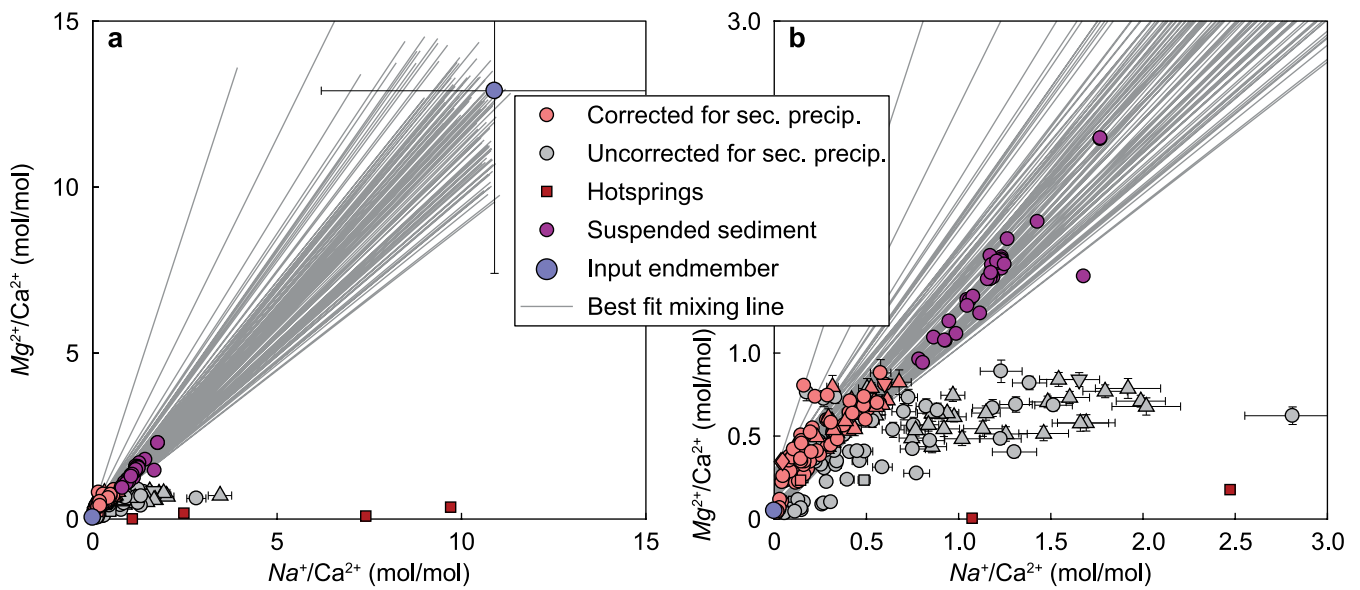 a
15
10
5
0
Mg²⁺/Ca²⁺ (mol/mol)
0 5 10 15
Na⁺/Ca²⁺ (mol/mol)
Corrected for sec. precip.
Uncorrected for sec. precip.
Hotsprings
Suspended sediment
Input endmember
Best fit mixing line
b
3.0
1.0
0.5
0
Mg²⁺/Ca²⁺ (mol/mol)
0 0.5 1.0 1.5 2.0 2.5 3.0
Na⁺/Ca²⁺ (mol/mol)